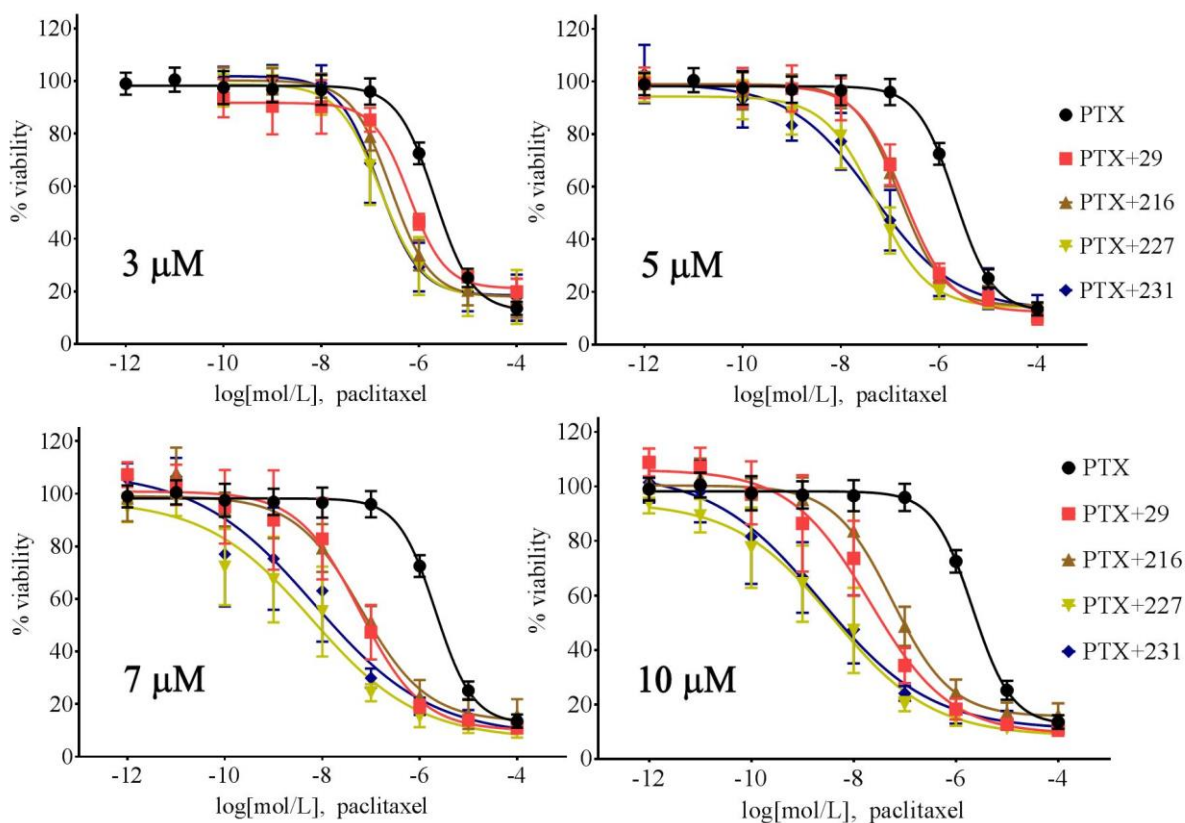 120
100
80
60
40
20
0
% viability
3 μM
-12
-10
-8
-6
-4
log[mol/L], paclitaxel
120
100
80
60
40
20
0
% viability
5 μM
-12
-10
-8
-6
-4
log[mol/L], paclitaxel
PTX
PTX+29
PTX+216
PTX+227
PTX+231
120
100
80
60
40
20
0
% viability
7 μM
-12
-10
-8
-6
-4
log[mol/L], paclitaxel
120
100
80
60
40
20
0
% viability
10 μM
-12
-10
-8
-6
-4
log[mol/L], paclitaxel
PTX
PTX+29
PTX+216
PTX+227
PTX+231